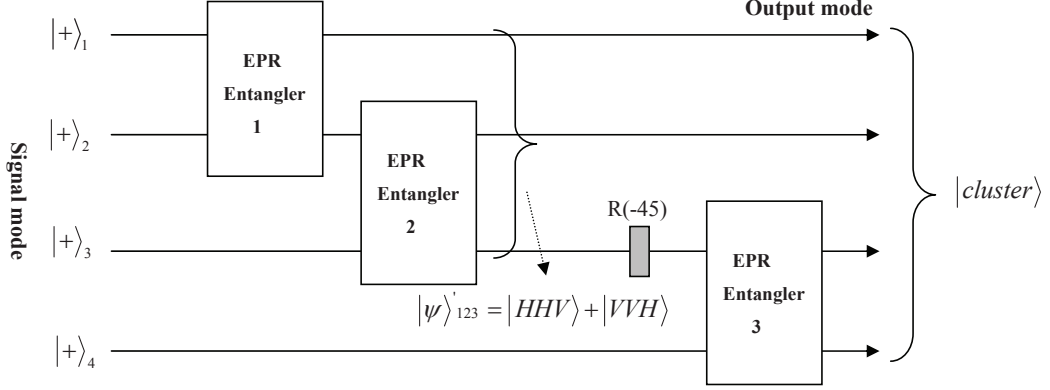 Output mode
|+⟩₁
EPR
Entangler
1
|+⟩₂
EPR
Entangler
2
Signal mode
|cluster⟩
R(-45)
|+⟩₃
EPR
Entangler
3
|ψ⟩'₁₂₃ = |HHV⟩ + |VVH⟩
|+⟩₄